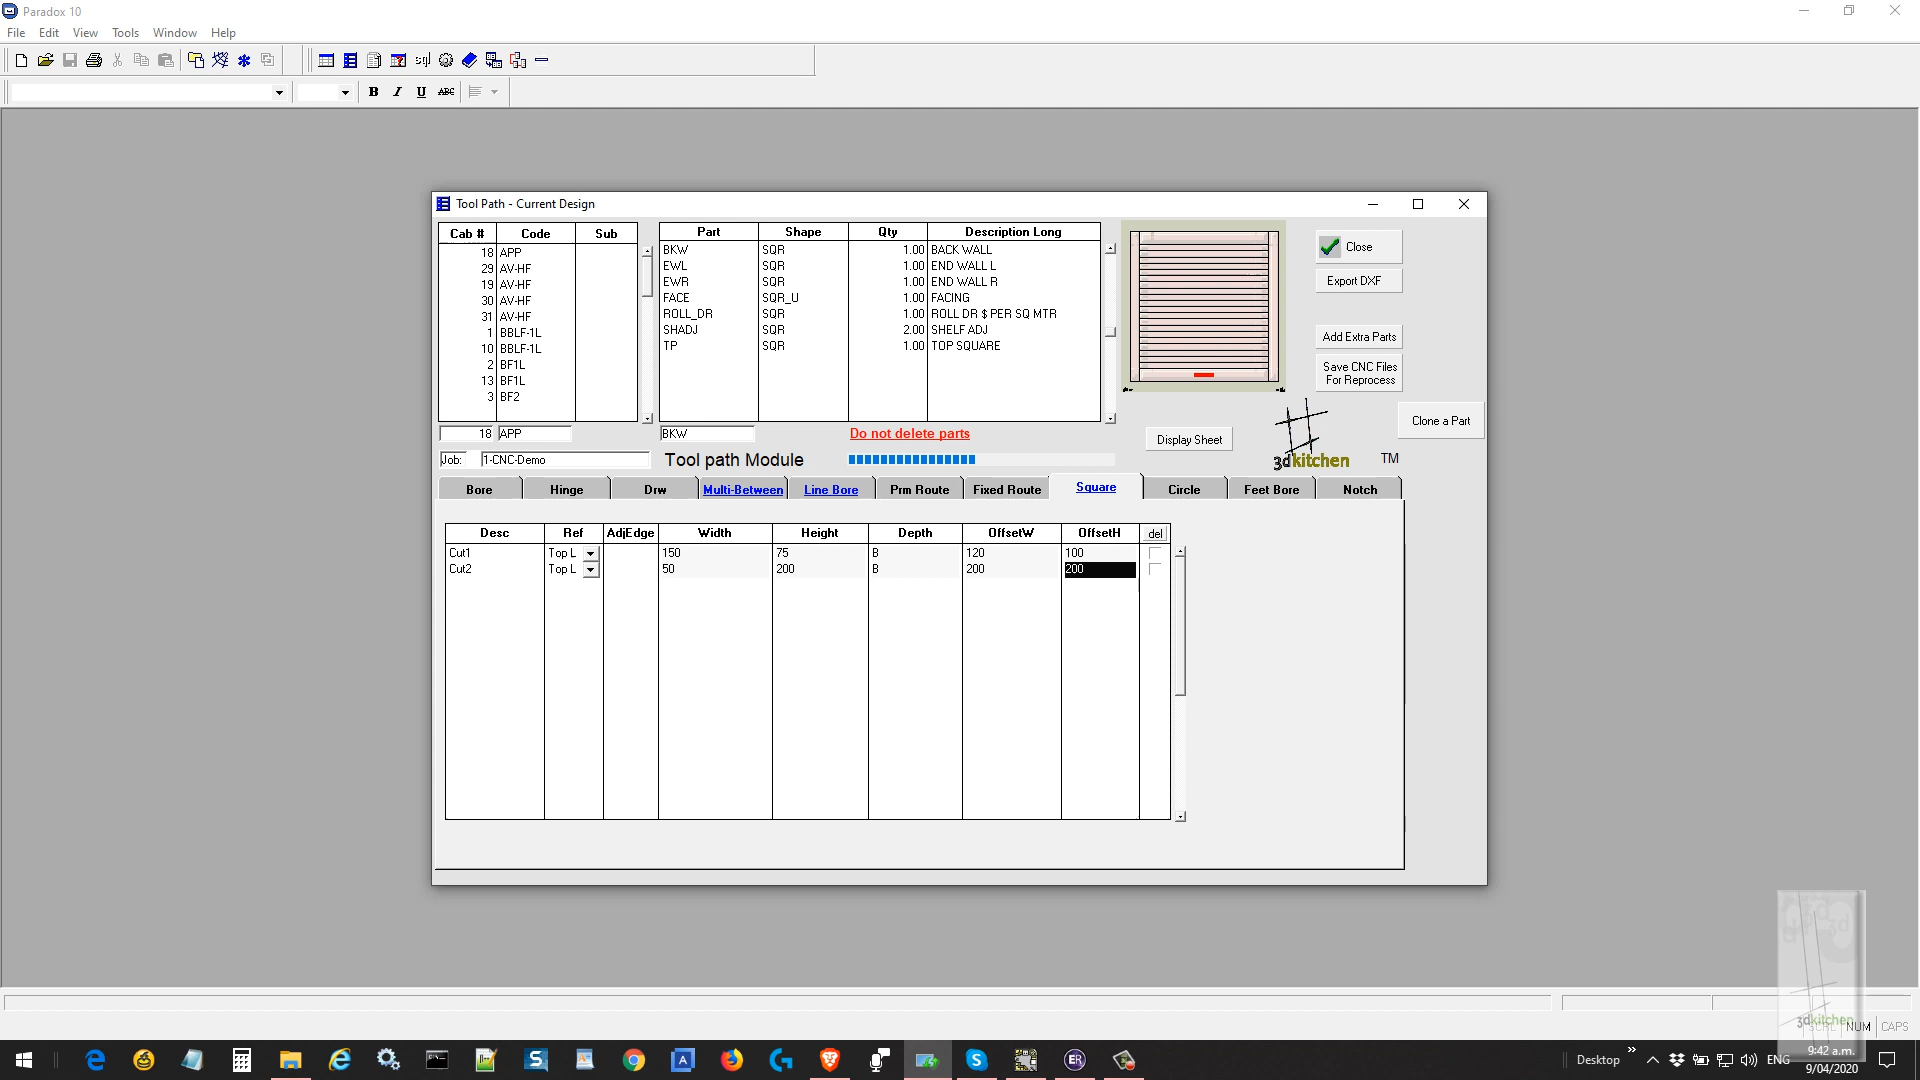 Paradox 10
File Edit View Tools Window Help
sql
B I U ABC
Tool Path - Current Design
Cab # Code Sub
18 APP
29 AV-HF
19 AV-HF
30 AV-HF
31 AV-HF
1 BBLF-1L
10 BBLF-1L
2 BF1L
13 BF1L
3 BF2
18 APP
Part Shape Qty Description Long
BKW SQR 1.00 BACK WALL
EWL SQR 1.00 END WALL L
EWR SQR 1.00 END WALL R
FACE SQR_U 1.00 FACING
ROLL_DR SQR 1.00 ROLL DR $ PER SQ MTR
SHADJ SQR 2.00 SHELF ADJ
TP SQR 1.00 TOP SQUARE
BKW
Do not delete parts
Close
Export DXF
Add Extra Parts
Save CNC Files
For Reprocess
Clone a Part
Display Sheet
3dkitchen TM
Job: 1-CNC-Demo
Tool path Module
Bore Hinge Drw Multi-Between Line Bore Prm Route Fixed Route Square Circle Feet Bore Notch
Desc Ref AdjEdge Width Height Depth OffsetW OffsetH del
Cut1 Top L 150 75 B 120 100
Cut2 Top L 50 200 B 200 200
3dkitchen
NUM CAPS
Desktop
ENG
9:42 a.m.
9/04/2020